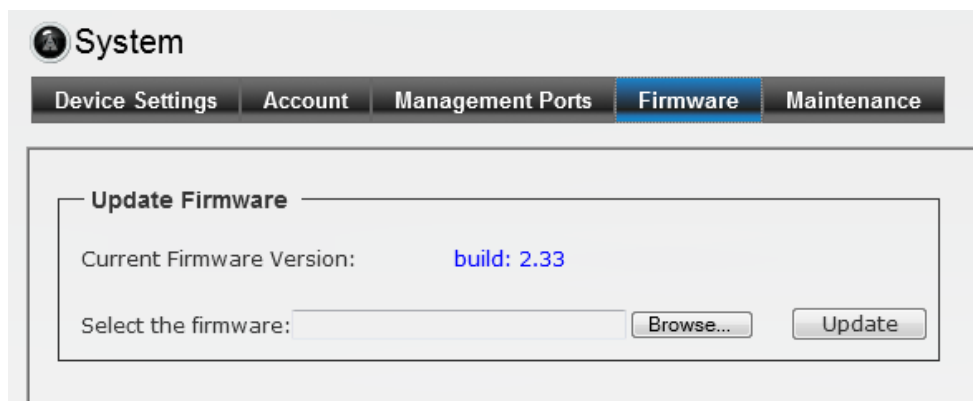 System
Device Settings Account Management Ports Firmware Maintenance
Update Firmware
Current Firmware Version: build: 2.33
Select the firmware: Browse... Update